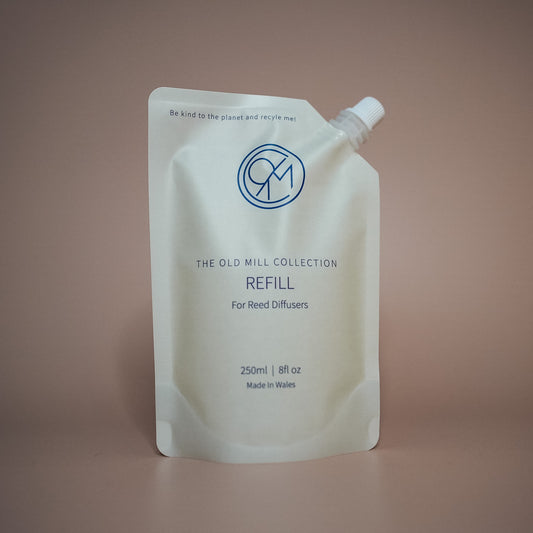 Be kind to the planet and recyle me!
THE OLD MILL COLLECTION
REFILL
For Reed Diffusers
250ml | 8fl oz
Made in Wales